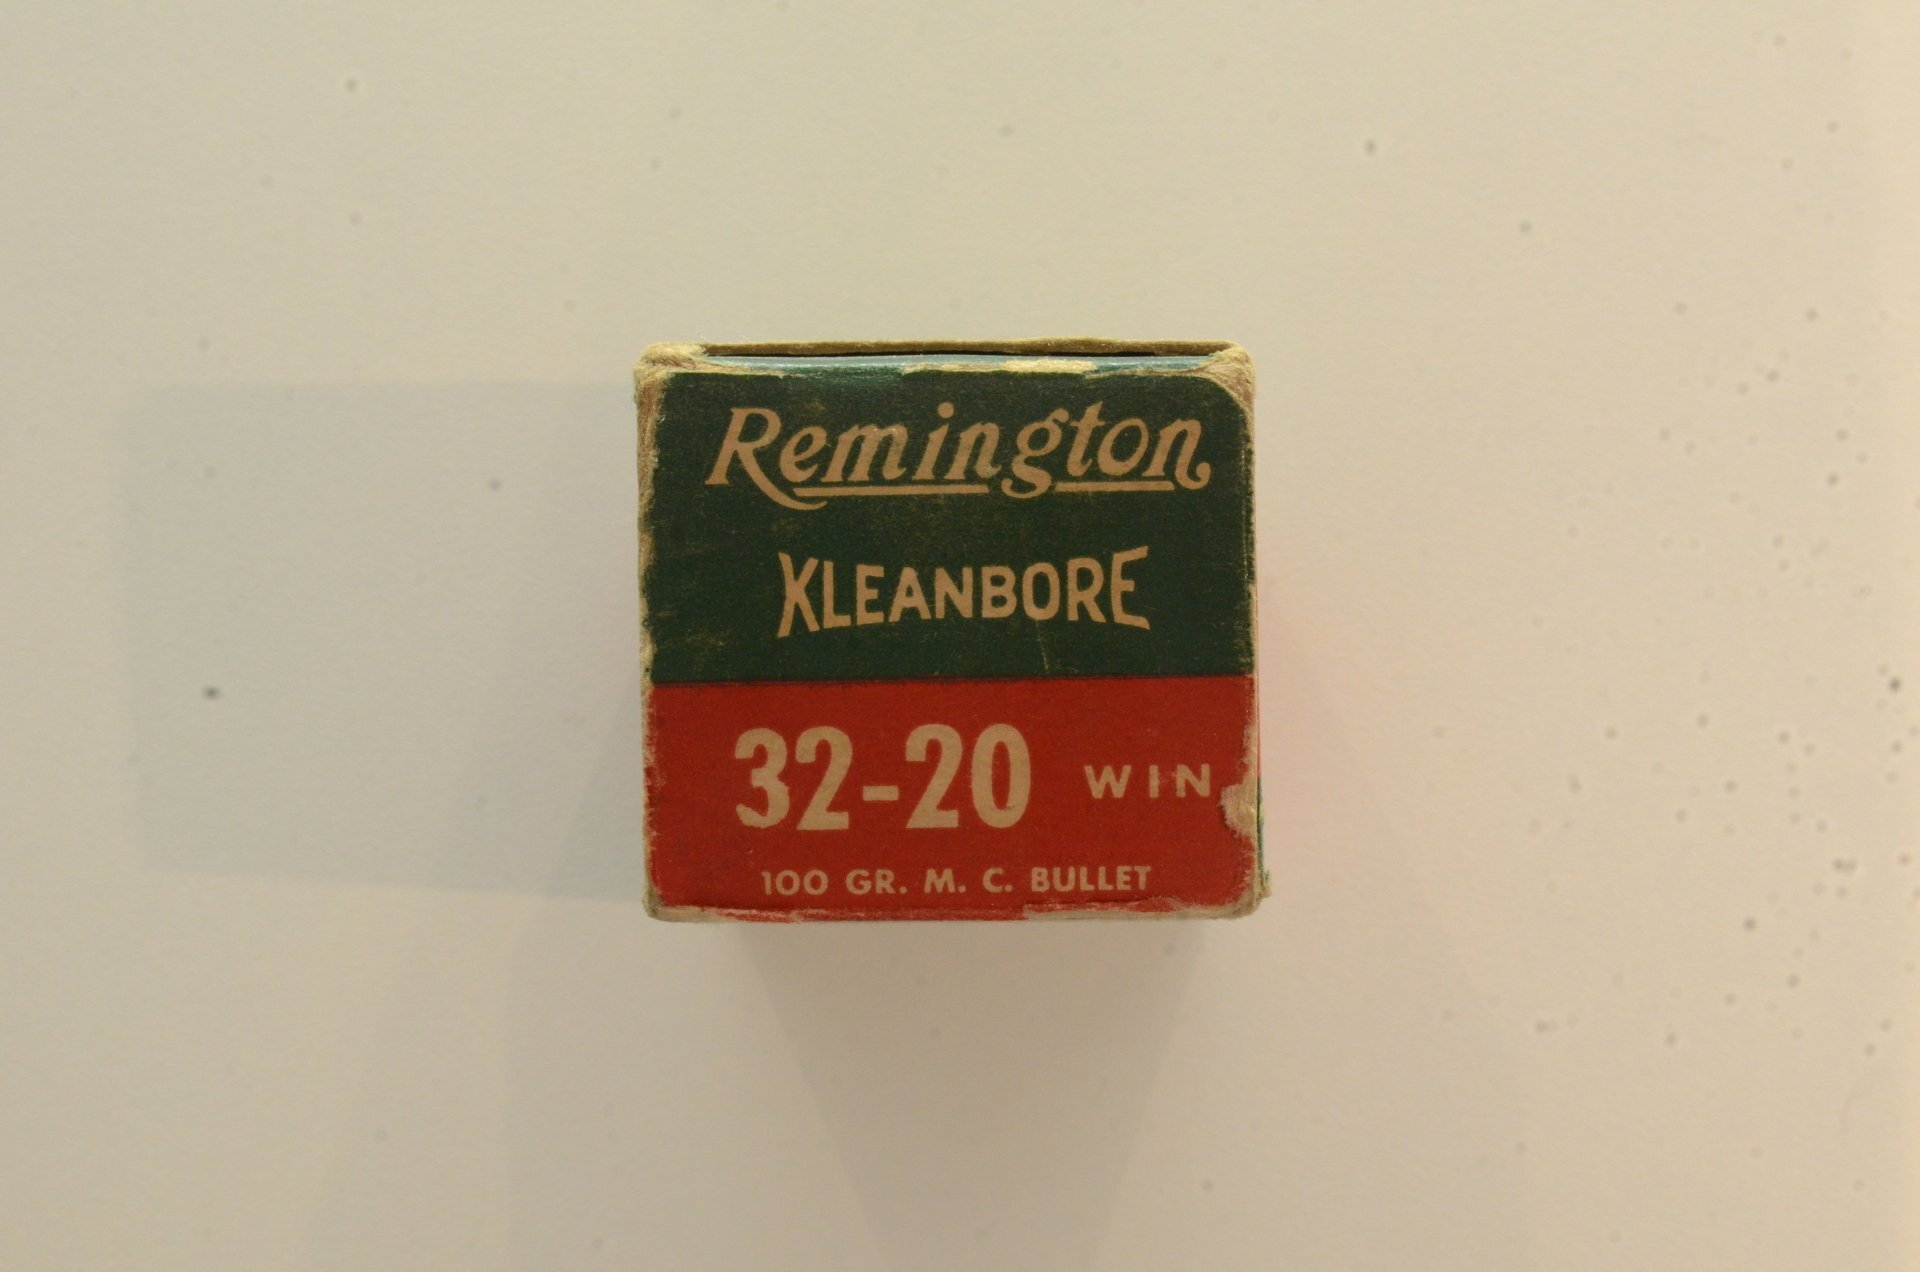 Remington
KLEANBORE
32-20 WIN
100 GR. M. C. BULLET